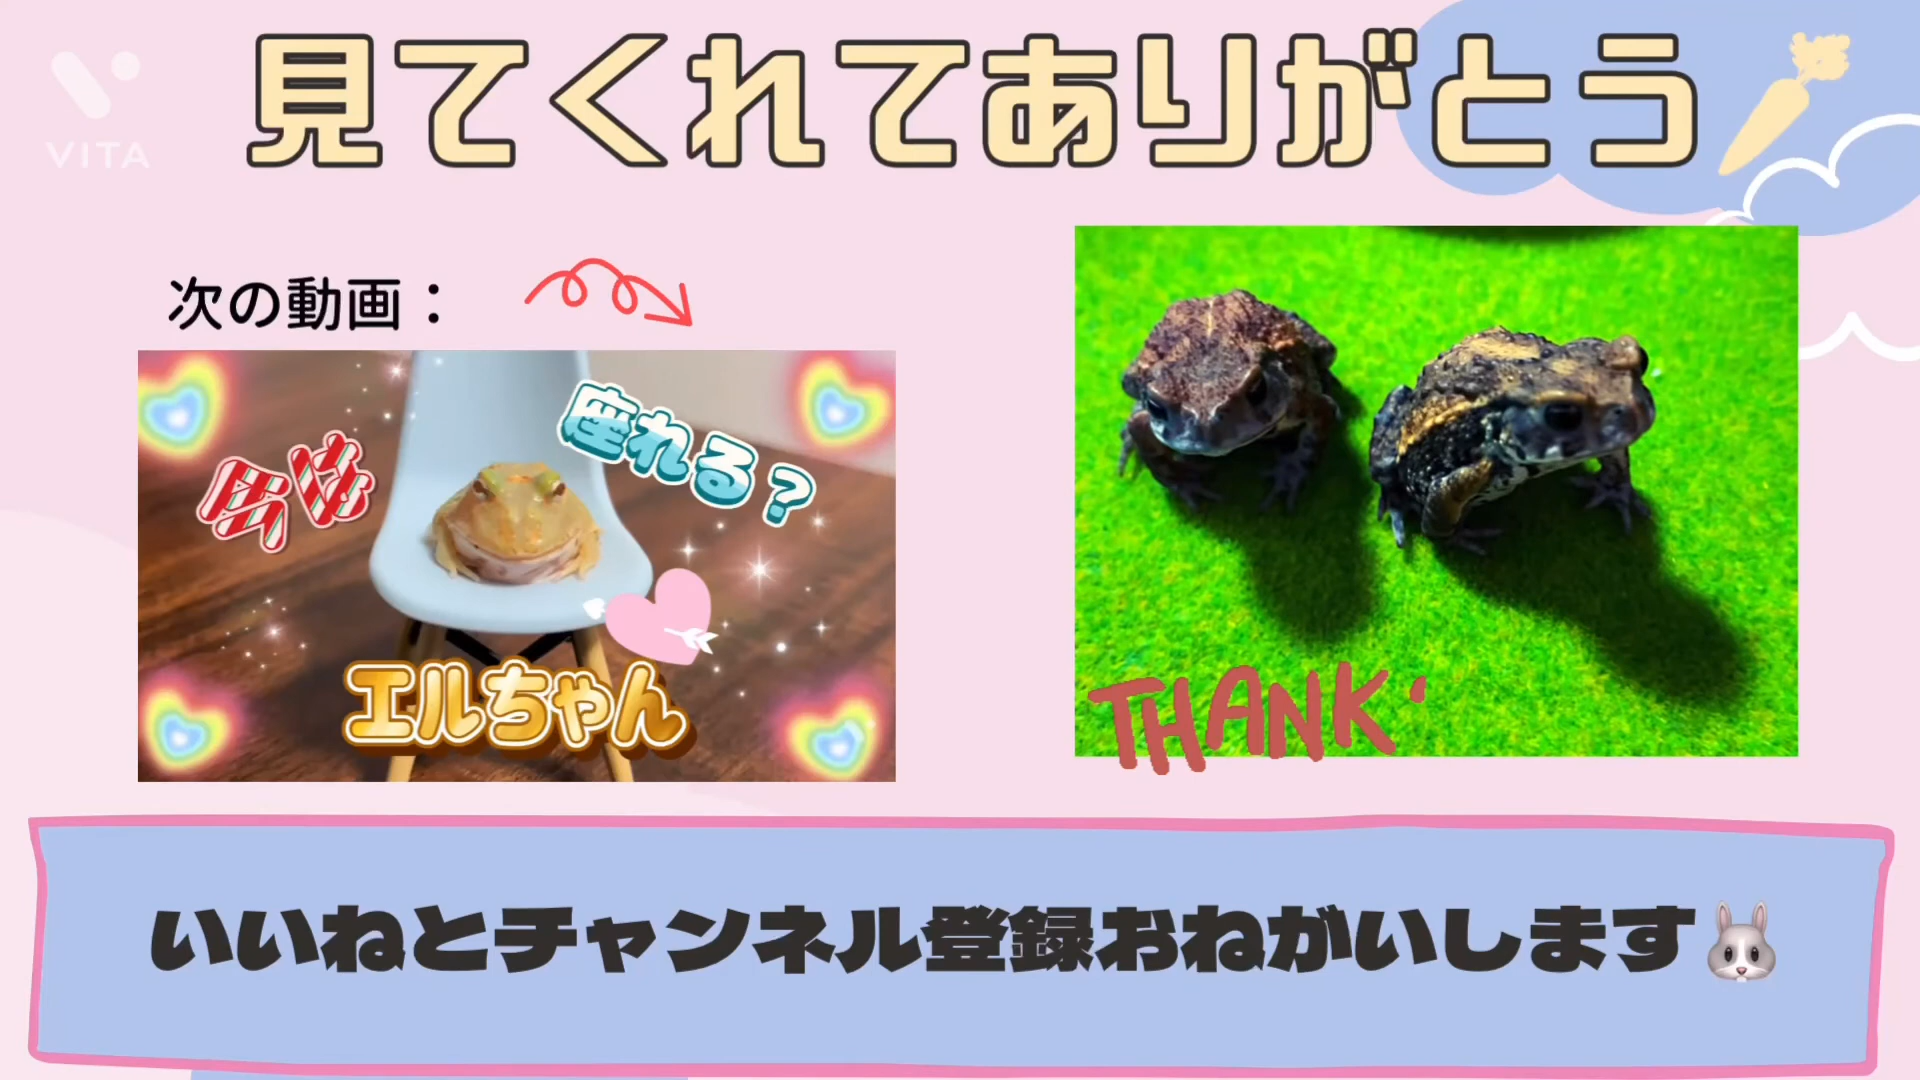 VITA
見てくれてありがとう
次の動画：
今は
座れる？
エルちゃん
THANK
いいねとチャンネル登録おねがいします🐰